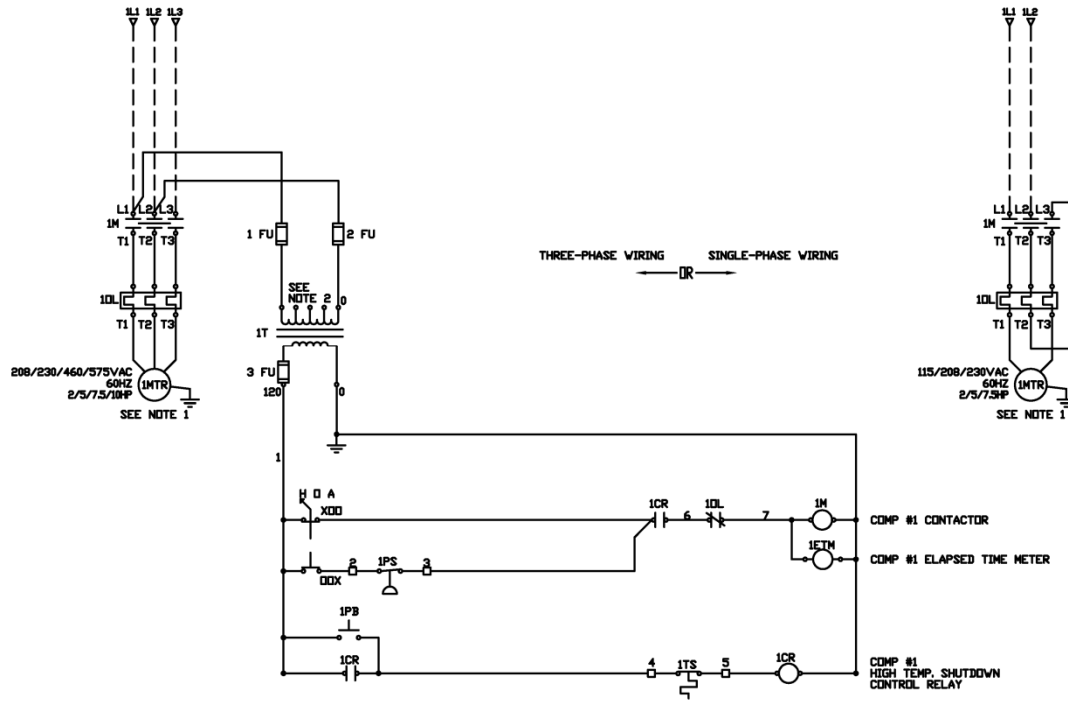 1L1 1L2 1L3
1L1 1L2
L1 L2 L3
1M
T1 T2 T3
1 FU
2 FU
THREE-PHASE WIRING
OR
SINGLE-PHASE WIRING
L1 L2 L3
1M
T1 T2 T3
1OL
T1 T2 T3
SEE
NOTE 2
0
1T
3 FU
120
0
208/230/460/575VAC
60HZ
2/5/7.5/10HP
1MTR
SEE NOTE 1
1OL
T1 T2 T3
115/208/230VAC
60HZ
2/5/7.5HP
1MTR
SEE NOTE 1
1
H O A
XOO
1CR
6
1OL
7
1M
COMP #1 CONTACTOR
OOX
2
1PS
3
1ETM
COMP #1 ELAPSED TIME METER
1PB
1CR
4
1TS
5
1CR
COMP #1
HIGH TEMP. SHUTDOWN
CONTROL RELAY